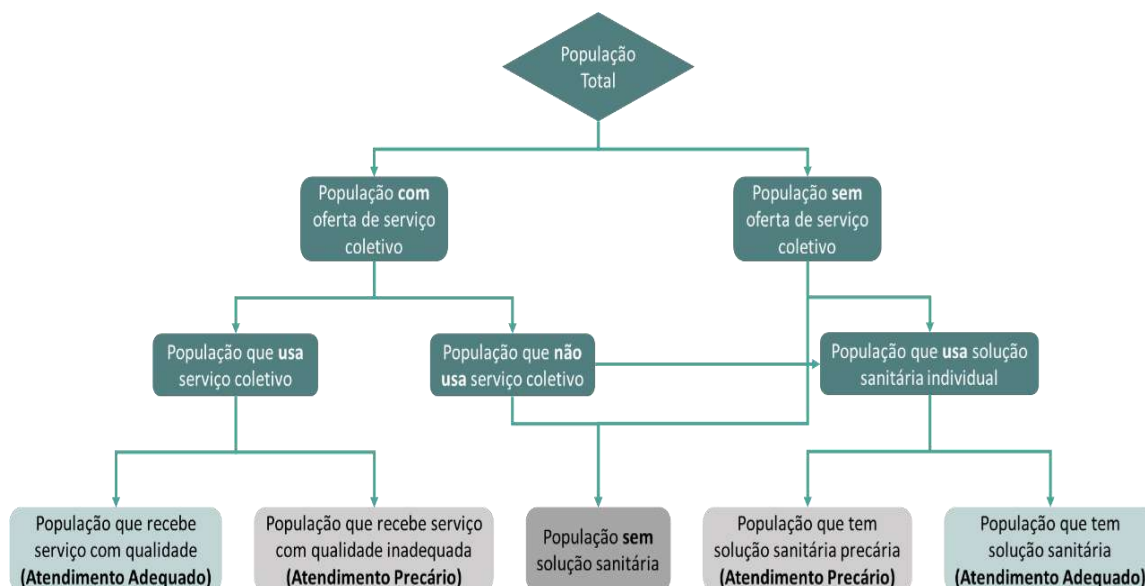 População
Total
População com
oferta de serviço
coletivo
População sem
oferta de serviço
coletivo
População que usa
serviço coletivo
População que não
usa serviço coletivo
População que usa solução
sanitária individual
População que recebe
serviço com qualidade
(Atendimento Adequado)
População que recebe serviço
com qualidade inadequada
(Atendimento Precário)
População sem
solução sanitária
População que tem
solução sanitária precária
(Atendimento Precário)
População que tem
solução sanitária
(Atendimento Adequado)